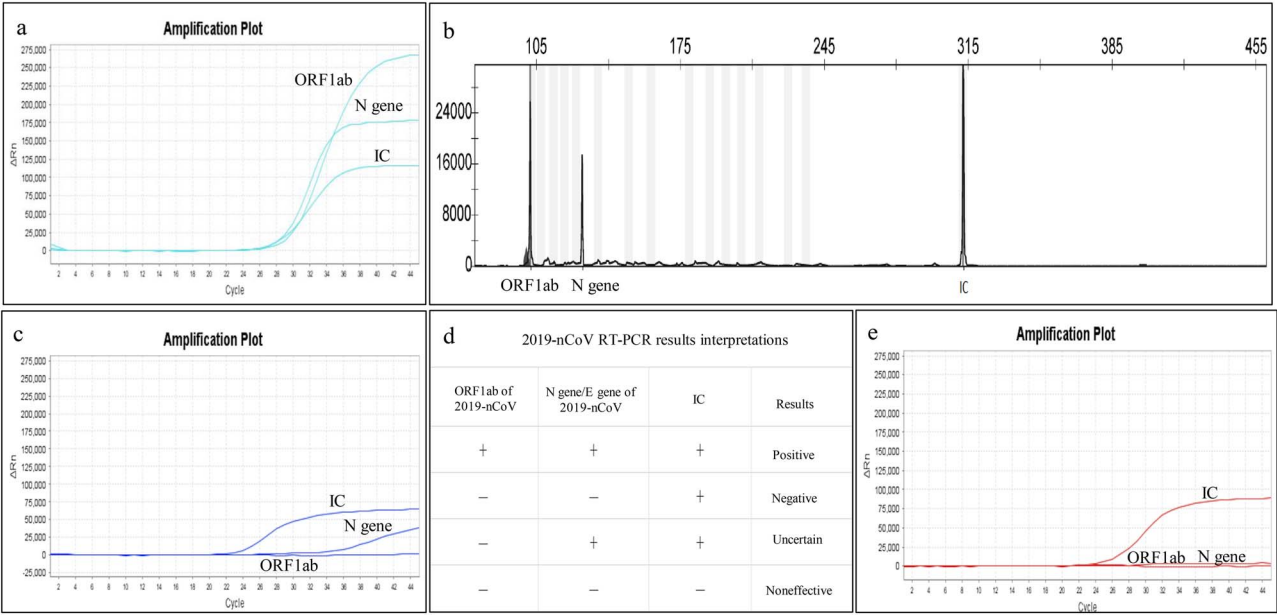 a
Amplification Plot
275,000
250,000
225,000
200,000
175,000
150,000
125,000
100,000
75,000
50,000
25,000
0
ΔRn
ORF1ab
N gene
IC
2 4 6 8 10 12 14 16 18 20 22 24 26 28 30 32 34 36 38 40 42 44
Cycle
b
105 175 245 315 385 455
24000
16000
8000
0
ORF1ab N gene IC
c
Amplification Plot
275,000
250,000
225,000
200,000
175,000
150,000
125,000
100,000
75,000
50,000
25,000
0
-25,000
ΔRn
IC
N gene
ORF1ab
2 4 6 8 10 12 14 16 18 20 22 24 26 28 30 32 34 36 38 40 42 44
Cycle
d
2019-nCoV RT-PCR results interpretations
ORF1ab of N gene/E gene of IC Results
2019-nCoV 2019-nCoV
+ + + Positive
− − + Negative
− + + Uncertain
− − − Noneffective
e
Amplification Plot
275,000
250,000
225,000
200,000
175,000
150,000
125,000
100,000
75,000
50,000
25,000
0
ΔRn
IC
ORF1ab N gene
2 4 6 8 10 12 14 16 18 20 22 24 26 28 30 32 34 36 38 40 42 44
Cycle